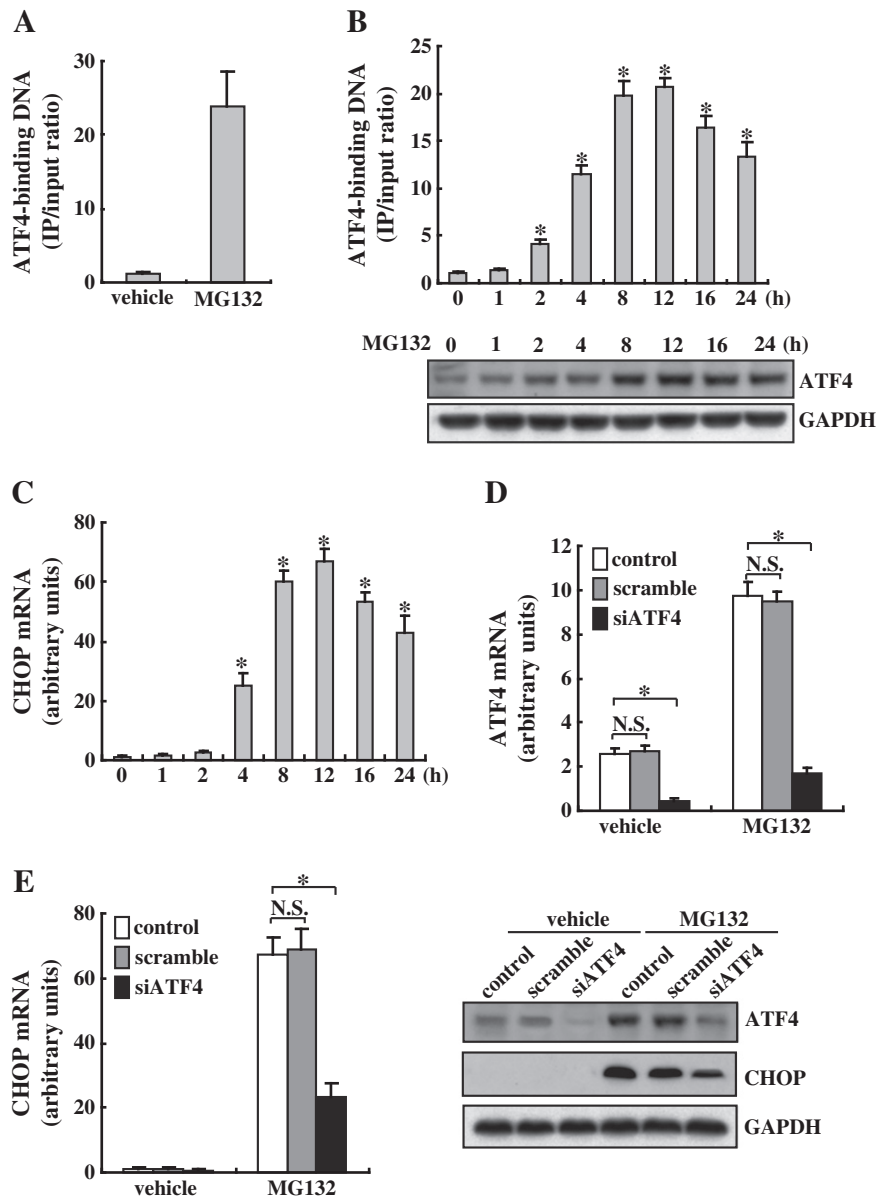 A
ATF4-binding DNA
(IP/input ratio)
30
20
10
0
vehicle MG132
B
ATF4-binding DNA
(IP/input ratio)
25
20
15
10
5
0
* * * * * *
0 1 2 4 8 12 16 24 (h)
MG132 0 1 2 4 8 12 16 24 (h)
ATF4
GAPDH
C
CHOP mRNA
(arbitrary units)
80
60
40
20
0
* * * * *
0 1 2 4 8 12 16 24 (h)
D
ATF4 mRNA
(arbitrary units)
12
10
8
6
4
2
0
control
scramble
siATF4
*
N.S.
*
N.S.
vehicle MG132
E
CHOP mRNA
(arbitrary units)
80
60
40
20
0
control
scramble
siATF4
*
N.S.
vehicle MG132
vehicle MG132
control scramble siATF4 control scramble siATF4
ATF4
CHOP
GAPDH